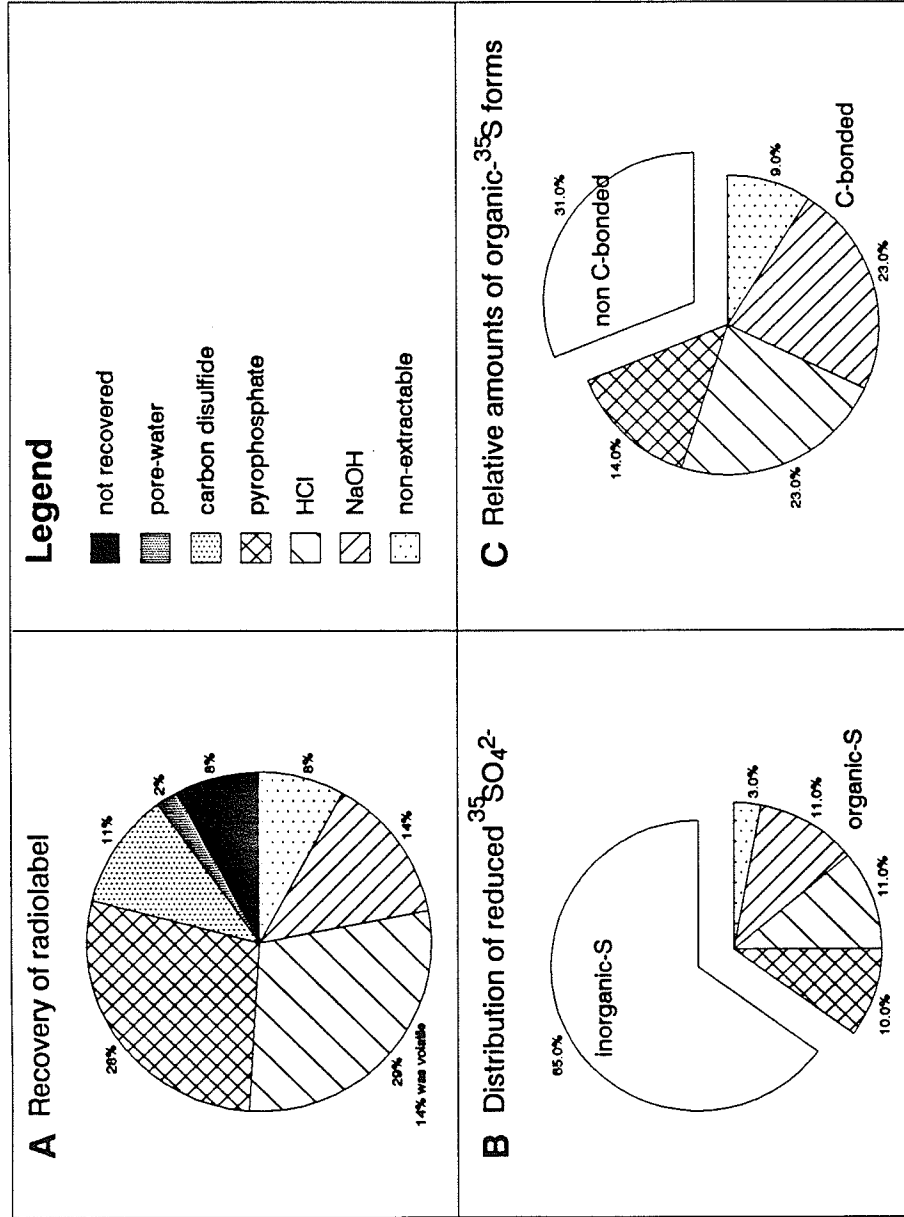 A Recovery of radiolabel
11%
2%
8%
28%
8%
14%
29%
14% was volatile
Legend
not recovered
pore-water
carbon disulfide
pyrophosphate
HCl
NaOH
non-extractable
B Distribution of reduced ³⁵SO₄²⁻
65.0%
inorganic-S
3.0%
11.0%
organic-S
11.0%
10.0%
C Relative amounts of organic-³⁵S forms
31.0%
non C-bonded
14.0%
9.0%
C-bonded
23.0%
23.0%